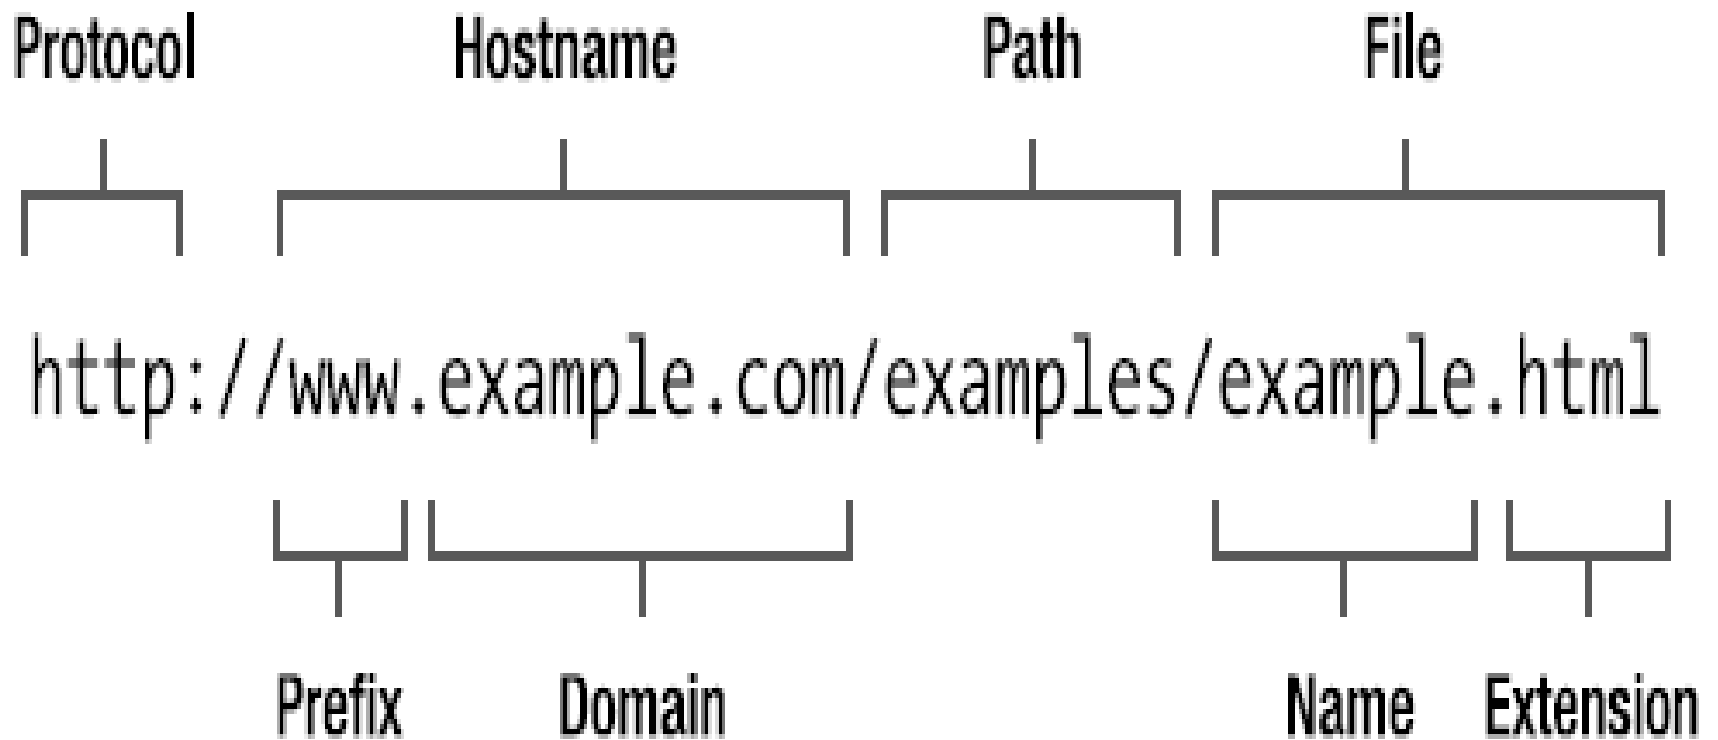 Protocol Hostname Path File
http://www.example.com/examples/example.html
Prefix Domain Name Extension